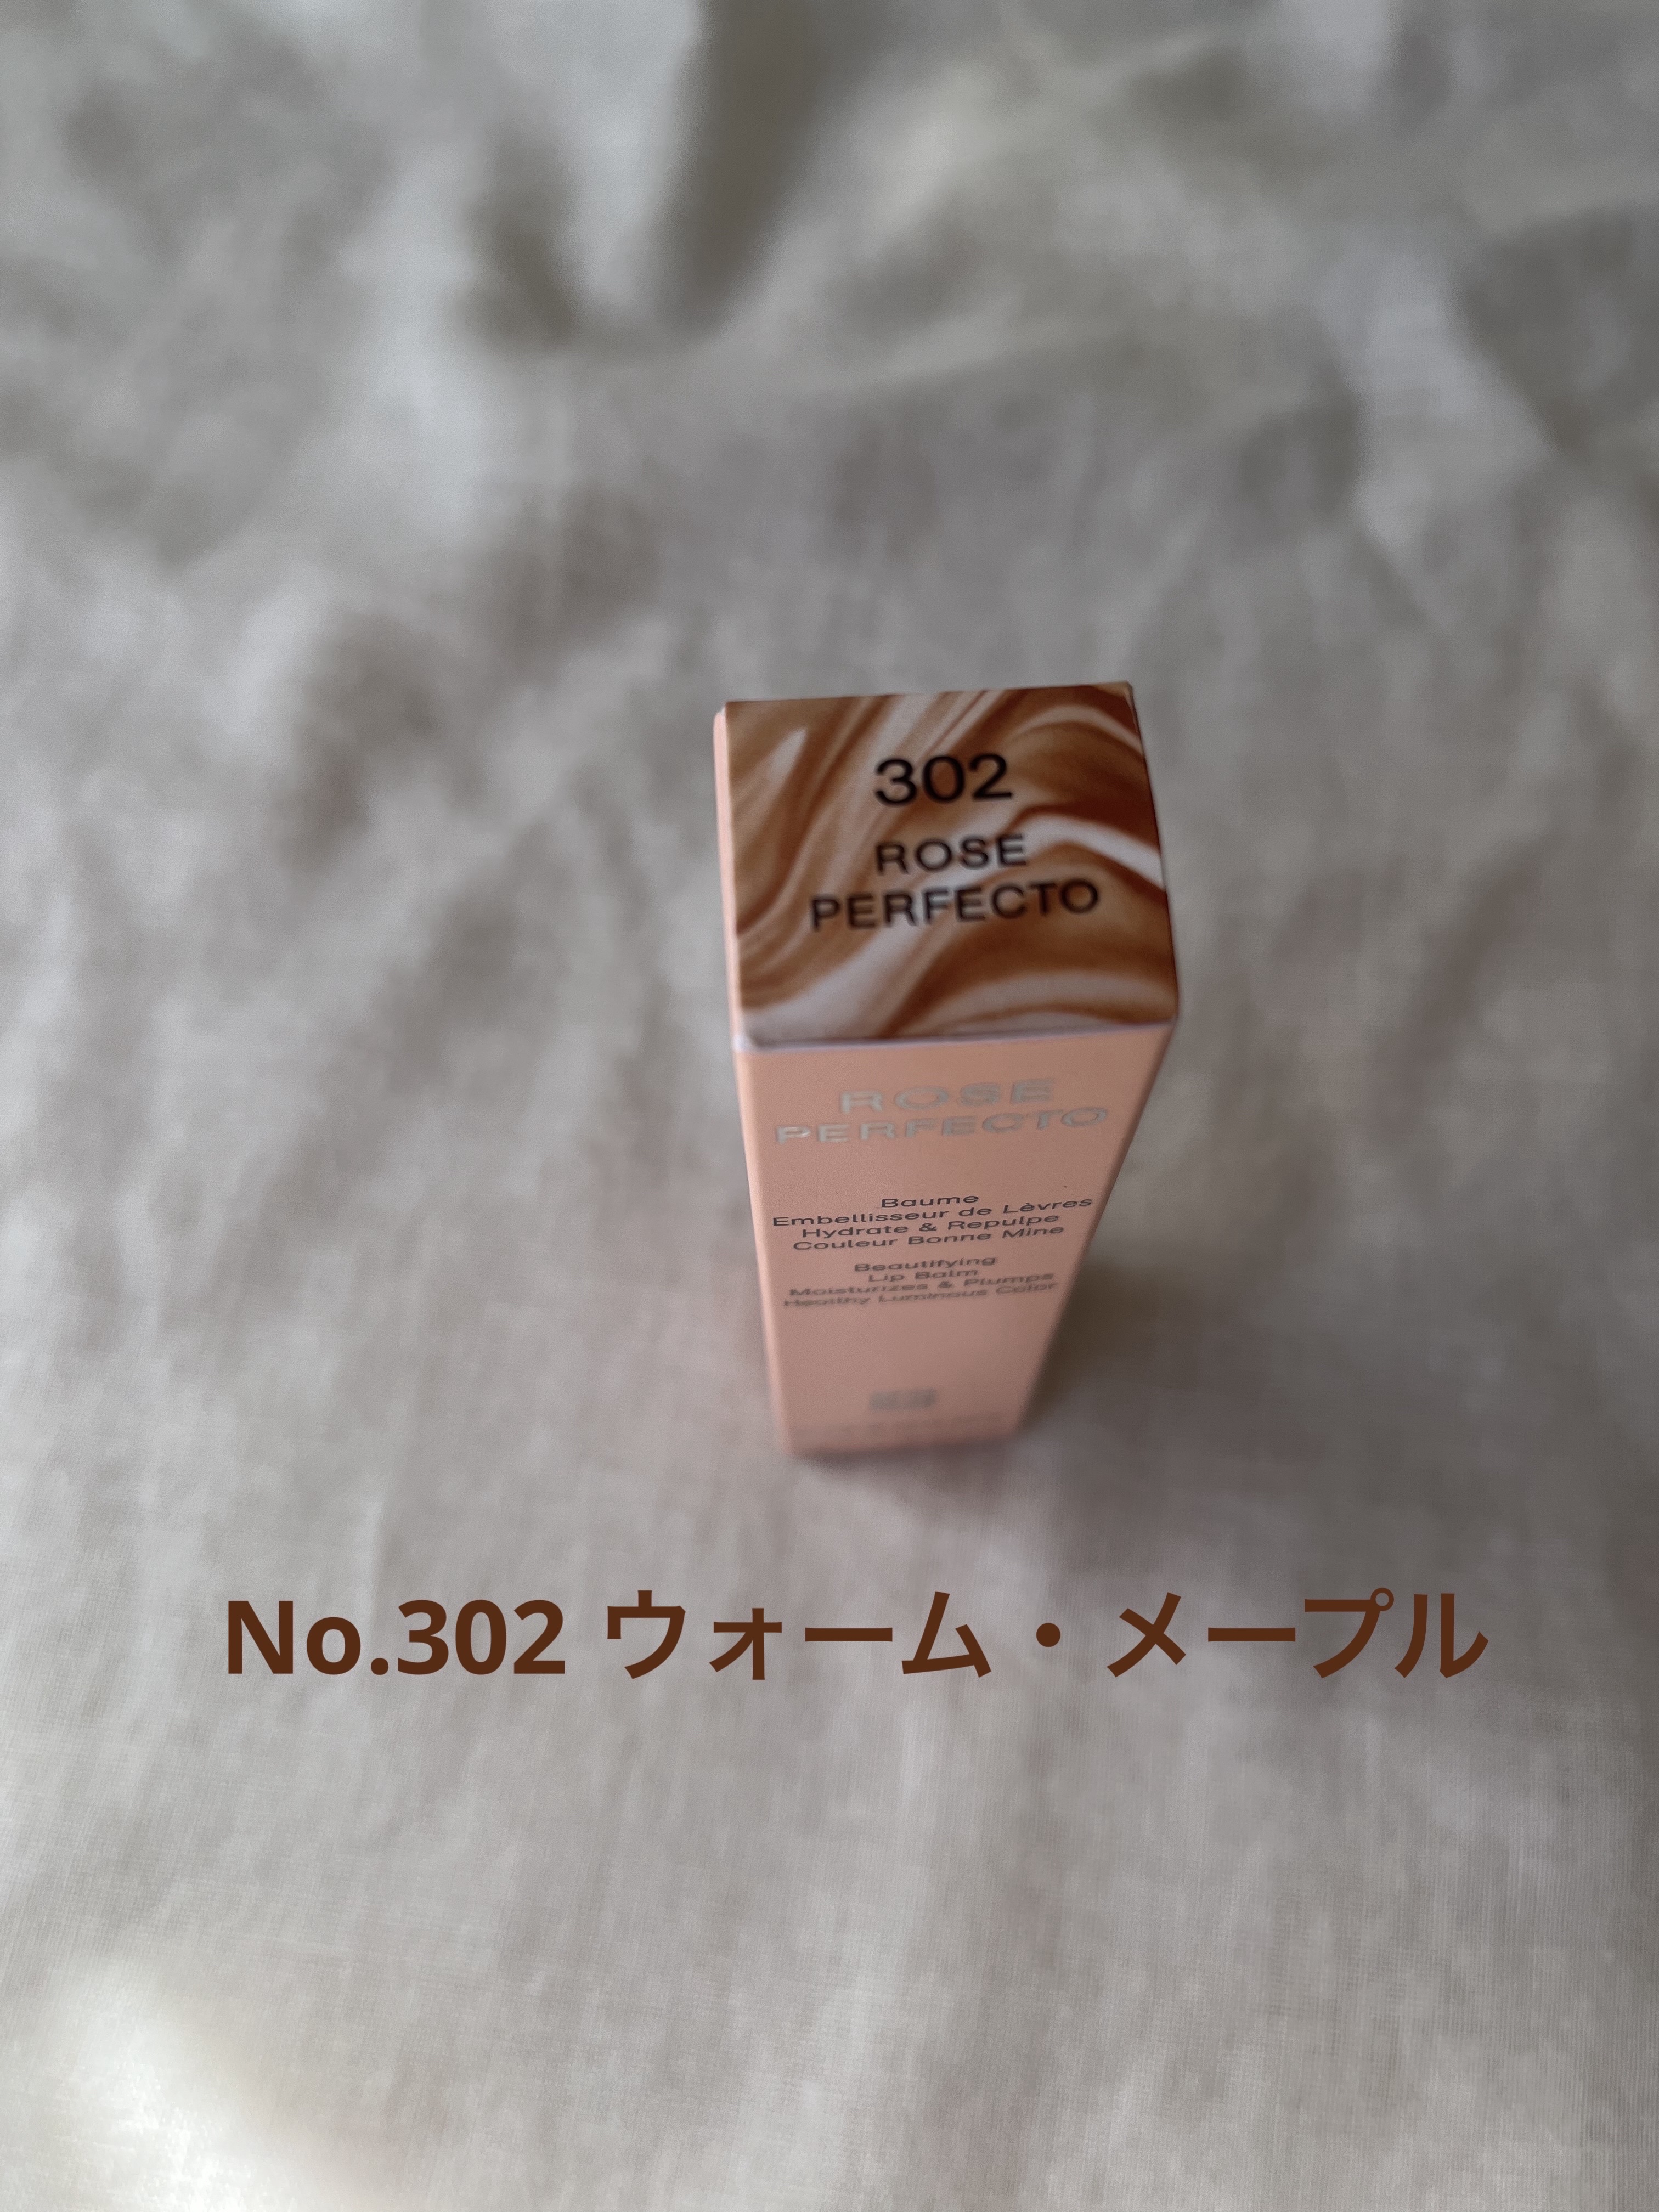 302
ROSE
PERFECTO
ROSE
PERFECTO
Baume
Embellisseur de Lèvres
Hydrate & Repulpe
Couleur Bonne Mine
Beautifying
Lip Balm
Moisturizes & Plumps
Healthy Luminous Color
No.302 ウォーム・メープル